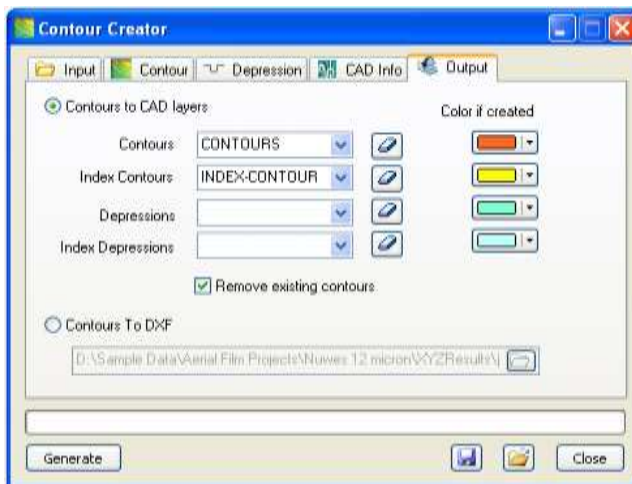 Contour Creator
Input Contour Depression CAD Info Output
Contours to CAD layers
Color if created
Contours CONTOURS
Index Contours INDEX-CONTOUR
Depressions
Index Depressions
Remove existing contours
Contours To DXF
D:\Sample Data\Aerial Film Projects\Nuwes 12 micron\XYZResults\
Generate Close